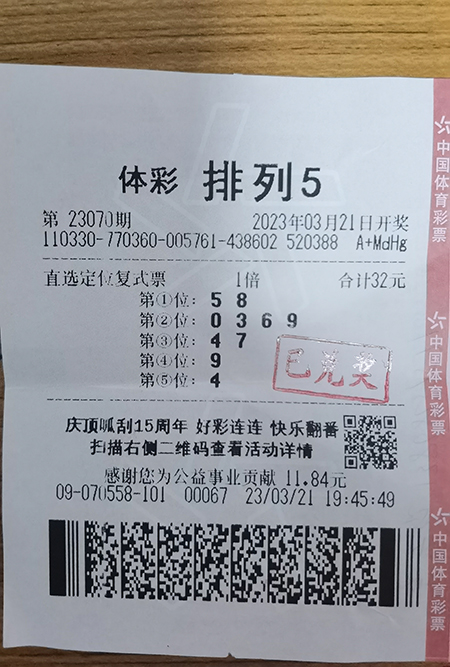 体彩 排列5
第 23070期 2023年03月21日开奖
110330-770360-005761-438602 520388 A+MdHg
直选定位复式票 1倍 合计32元
第①位: 5 8
第②位: 0 3 6 9
第③位: 4 7
第④位: 9
第⑤位: 4
已兑奖
庆顶呱刮15周年 好彩连连 快乐翻番
扫描右侧二维码查看活动详情
感谢您为公益事业贡献 11.84元
09-070558-101 00067 23/03/21 19:45:49
中国体育彩票
中国体育彩票
中国体育彩票